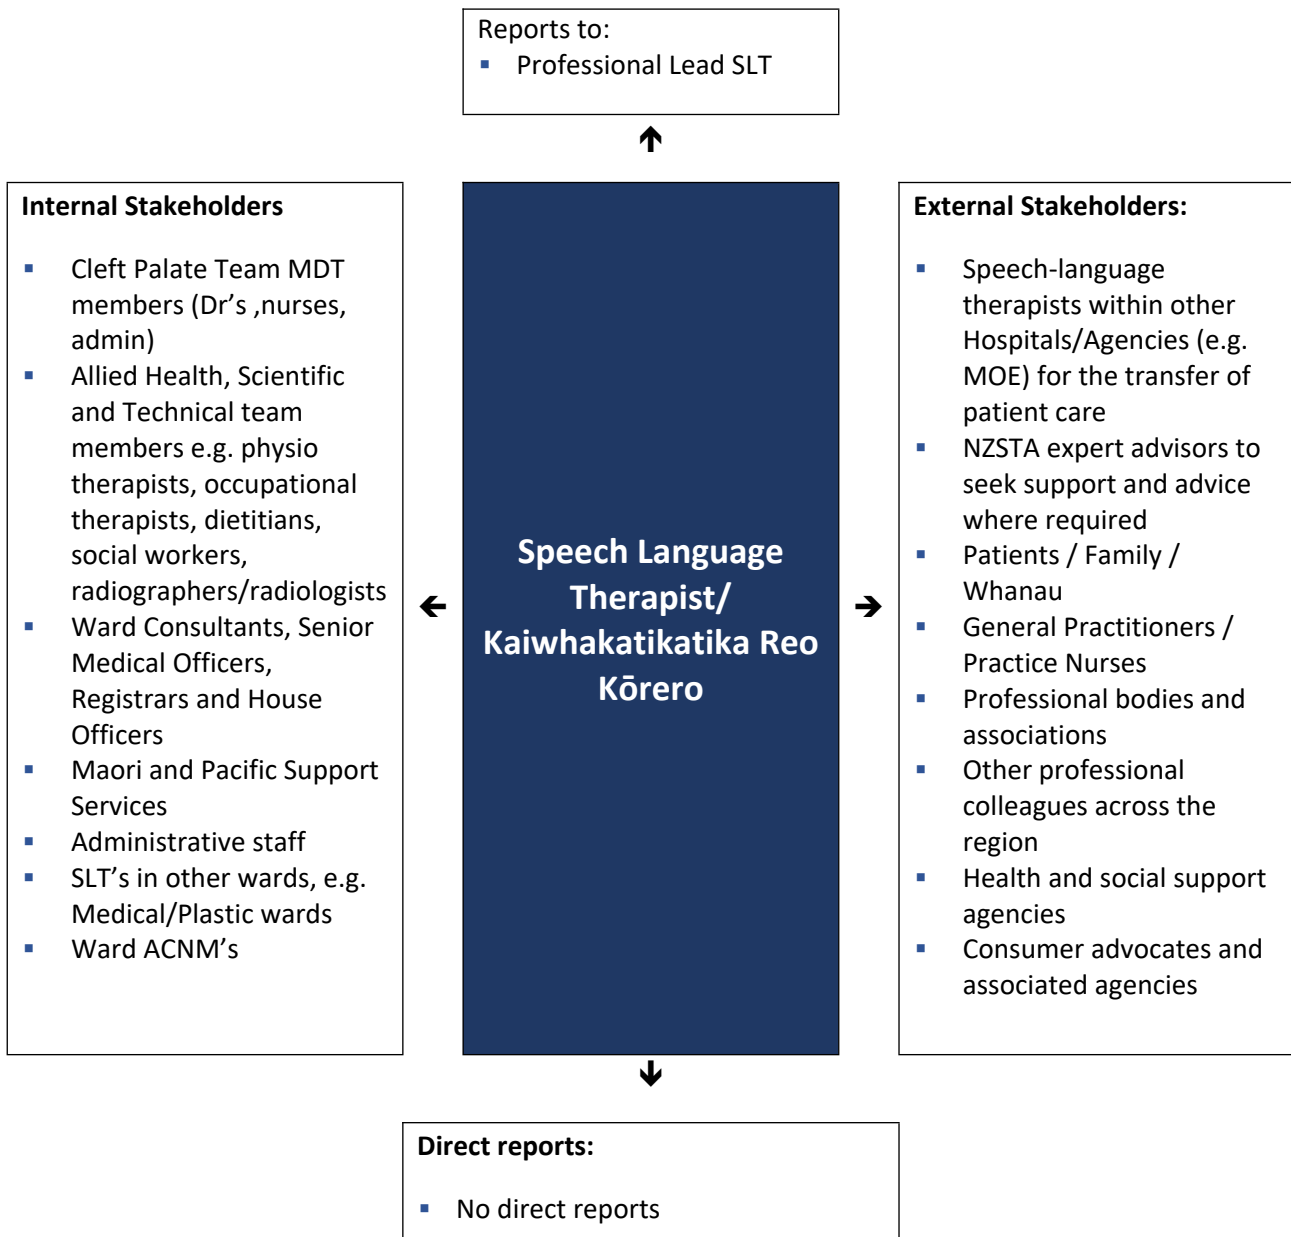 Reports to:
▪ Professional Lead SLT
Internal Stakeholders
▪ Cleft Palate Team MDT
members (Dr’s ,nurses,
admin)
▪ Allied Health, Scientific
and Technical team
members e.g. physio
therapists, occupational
therapists, dietitians,
social workers,
radiographers/radiologists
▪ Ward Consultants, Senior
Medical Officers,
Registrars and House
Officers
▪ Maori and Pacific Support
Services
▪ Administrative staff
▪ SLT’s in other wards, e.g.
Medical/Plastic wards
▪ Ward ACNM’s
Speech Language
Therapist/
Kaiwhakatikatika Reo
Kōrero
External Stakeholders:
▪ Speech-language
therapists within other
Hospitals/Agencies (e.g.
MOE) for the transfer of
patient care
▪ NZSTA expert advisors to
seek support and advice
where required
▪ Patients / Family /
Whanau
▪ General Practitioners /
Practice Nurses
▪ Professional bodies and
associations
▪ Other professional
colleagues across the
region
▪ Health and social support
agencies
▪ Consumer advocates and
associated agencies
Direct reports:
▪ No direct reports